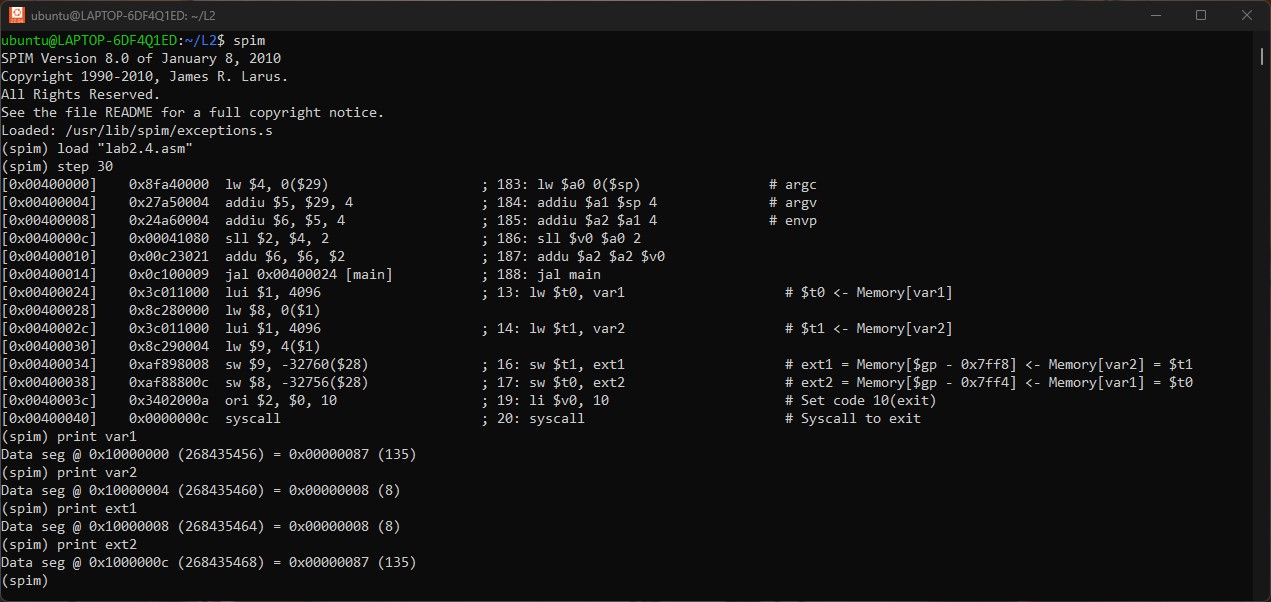 ubuntu@LAPTOP-6DF4Q1ED: ~/L2
ubuntu@LAPTOP-6DF4Q1ED:~/L2$ spim
SPIM Version 8.0 of January 8, 2010
Copyright 1990-2010, James R. Larus.
All Rights Reserved.
See the file README for a full copyright notice.
Loaded: /usr/lib/spim/exceptions.s
(spim) load "lab2.4.asm"
(spim) step 30
[0x00400000]    0x8fa40000  lw $4, 0($29)                   ; 183: lw $a0 0($sp)                # argc
[0x00400004]    0x27a50004  addiu $5, $29, 4                ; 184: addiu $a1 $sp 4              # argv
[0x00400008]    0x24a60004  addiu $6, $5, 4                 ; 185: addiu $a2 $a1 4              # envp
[0x0040000c]    0x00041080  sll $2, $4, 2                   ; 186: sll $v0 $a0 2
[0x00400010]    0x00c23021  addu $6, $6, $2                 ; 187: addu $a2 $a2 $v0
[0x00400014]    0x0c100009  jal 0x00400024 [main]           ; 188: jal main
[0x00400024]    0x3c011000  lui $1, 4096                    ; 13: lw $t0, var1                    # $t0 <- Memory[var1]
[0x00400028]    0x8c280000  lw $8, 0($1)
[0x0040002c]    0x3c011000  lui $1, 4096                    ; 14: lw $t1, var2                    # $t1 <- Memory[var2]
[0x00400030]    0x8c290004  lw $9, 4($1)
[0x00400034]    0xaf898008  sw $9, -32760($28)              ; 16: sw $t1, ext1                    # ext1 = Memory[$gp - 0x7ff8] <- Memory[var2] = $t1
[0x00400038]    0xaf88800c  sw $8, -32756($28)              ; 17: sw $t0, ext2                    # ext2 = Memory[$gp - 0x7ff4] <- Memory[var1] = $t0
[0x0040003c]    0x3402000a  ori $2, $0, 10                  ; 19: li $v0, 10                      # Set code 10(exit)
[0x00400040]    0x0000000c  syscall                         ; 20: syscall                         # Syscall to exit
(spim) print var1
Data seg @ 0x10000000 (268435456) = 0x00000087 (135)
(spim) print var2
Data seg @ 0x10000004 (268435460) = 0x00000008 (8)
(spim) print ext1
Data seg @ 0x10000008 (268435464) = 0x00000008 (8)
(spim) print ext2
Data seg @ 0x1000000c (268435468) = 0x00000087 (135)
(spim)